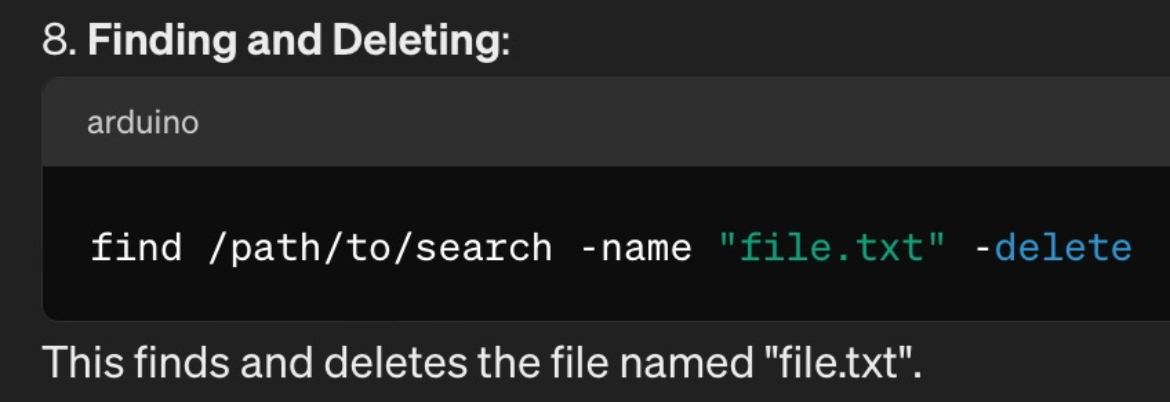 8. Finding and Deleting:
arduino
find /path/to/search -name "file.txt" -delete
This finds and deletes the file named "file.txt".